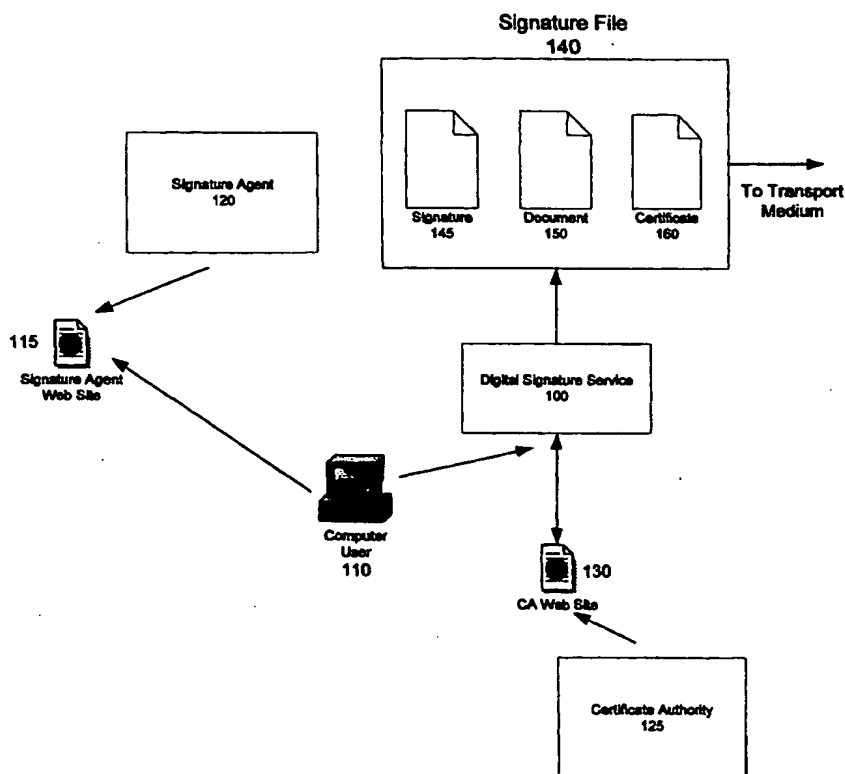 Signature File
140
Signature Agent
120
Signature
145
Document
150
Certificate
160
To Transport
Medium
115
Signature Agent
Web Site
Digital Signature Service
100
Computer
User
110
130
CA Web Site
Certificate Authority
125